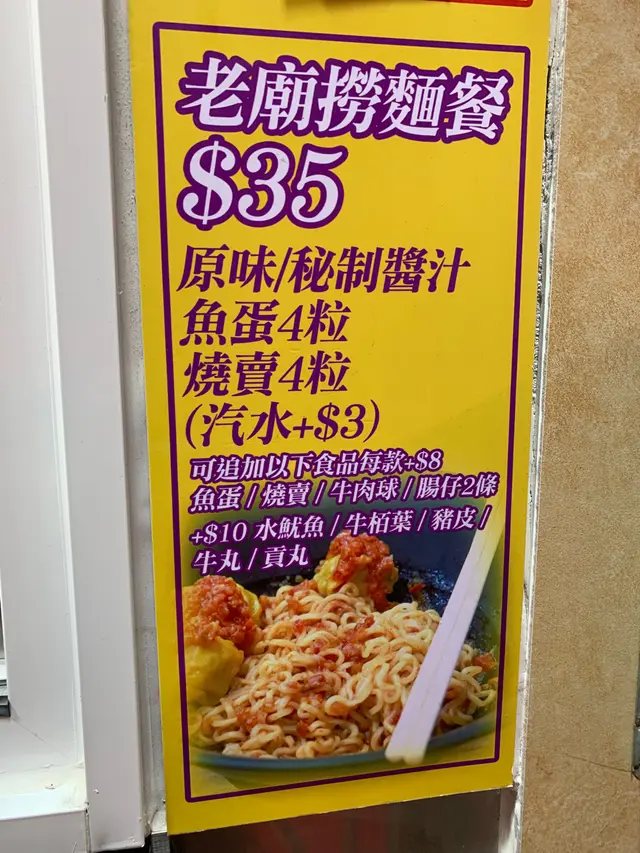 老廟撈麵餐
$35
原味/秘制醬汁
魚蛋4粒
燒賣4粒
(汽水+$3)
可追加以下食品每款+$8
魚蛋/燒賣/牛肉球/腸仔2條
+$10 水魷魚/牛栢葉/豬皮/
牛丸/貢丸